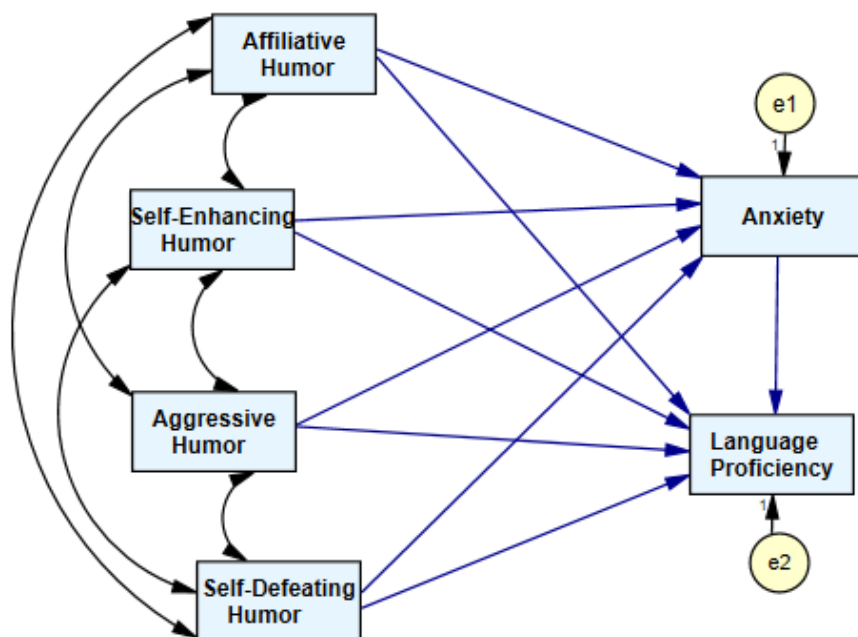 Affiliative
Humor
e1
1
Self-Enhancing
Humor
Anxiety
Aggressive
Humor
Language
Proficiency
1
e2
Self-Defeating
Humor